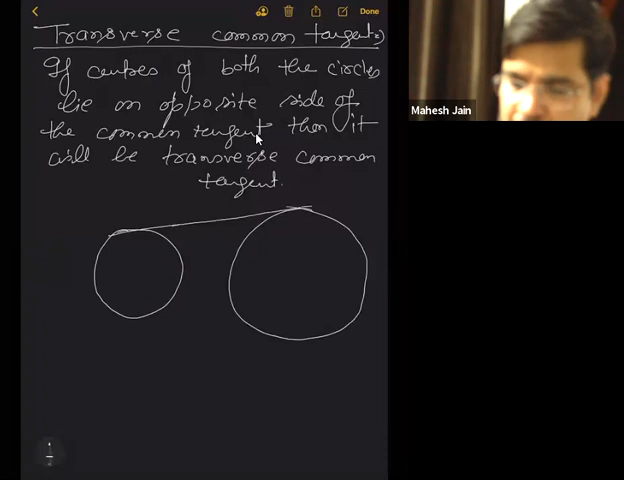 Done
Transverse common tangent:
If centres of both the circles
lie on opposite side of
the common tangent then it
will be transverse common
tangent.
Mahesh Jain